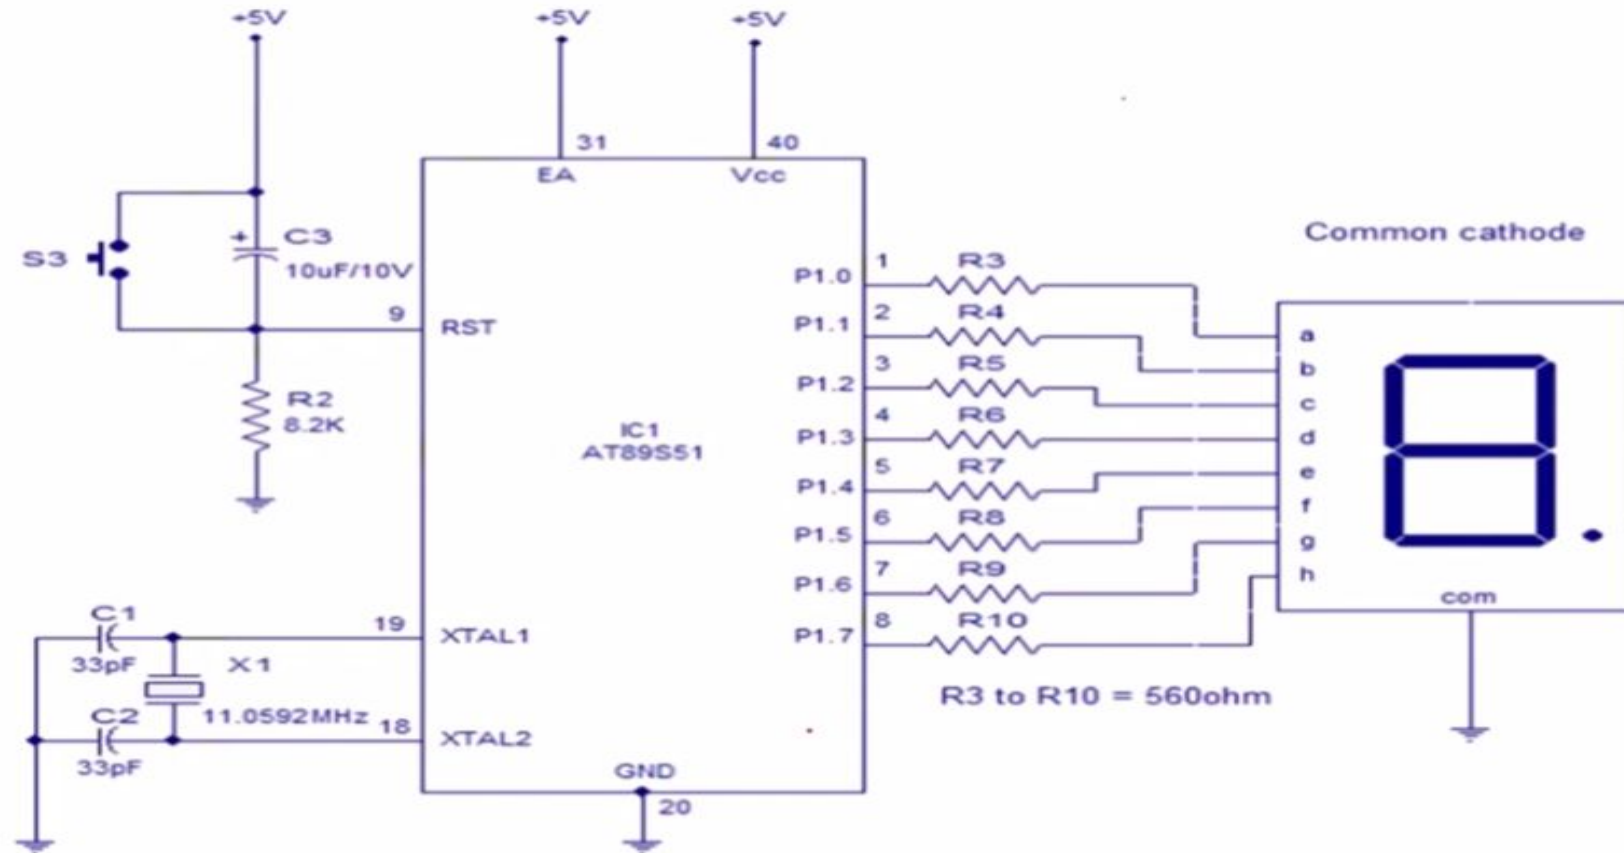 +5V
+5V
+5V
31
40
EA
Vcc
Common cathode
S3
+
C3
10uF/10V
9
RST
R2
8.2K
IC1
AT89S51
P1.0
1
R3
P1.1
2
R4
P1.2
3
R5
P1.3
4
R6
P1.4
5
R7
P1.5
6
R8
P1.6
7
R9
P1.7
8
R10
a
b
c
d
e
f
g
h
com
R3 to R10 = 560ohm
C1
33pF
19
XTAL1
X1
11.0592MHz
C2
33pF
18
XTAL2
GND
20